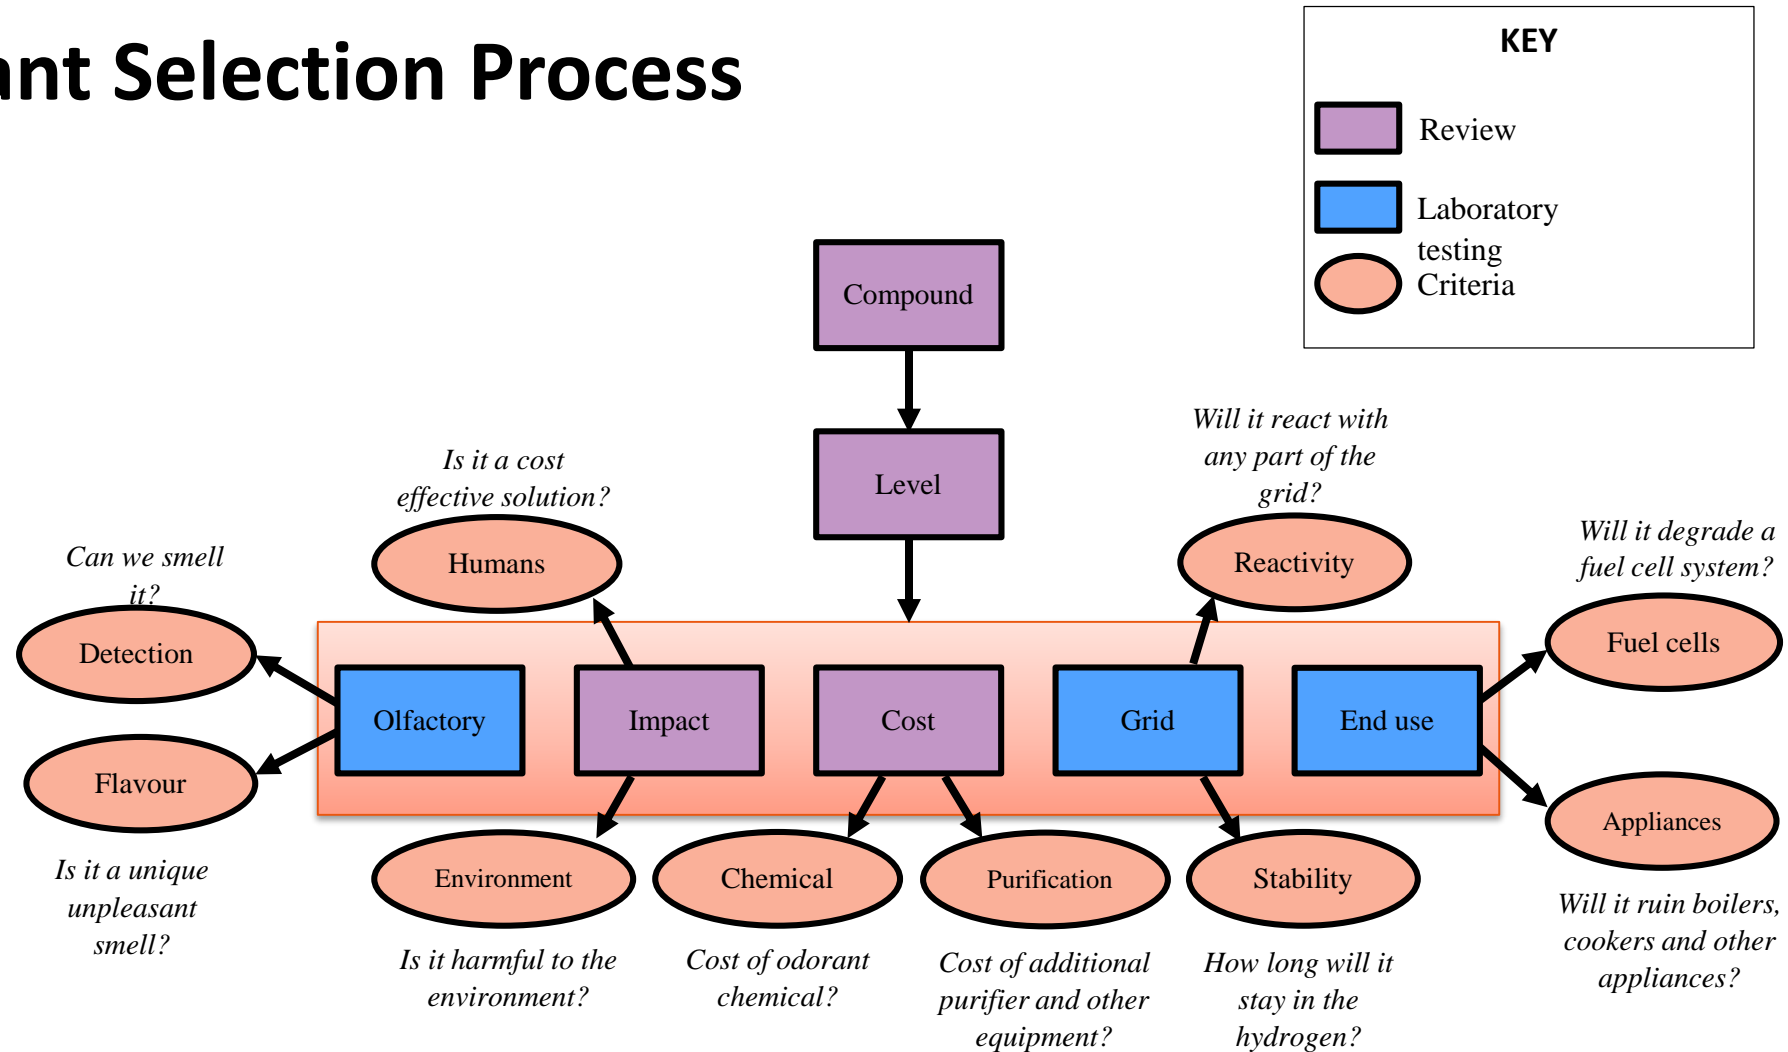 ant Selection Process
KEY
Review
Laboratory
testing
Criteria
Compound
Level
Will it react with
any part of the
grid?
Is it a cost
effective solution?
Can we smell
it?
Will it degrade a
fuel cell system?
Humans
Reactivity
Detection
Fuel cells
Olfactory
Impact
Cost
Grid
End use
Flavour
Appliances
Environment
Chemical
Purification
Stability
Is it a unique
unpleasant
smell?
Is it harmful to the
environment?
Cost of odorant
chemical?
Cost of additional
purifier and other
equipment?
How long will it
stay in the
hydrogen?
Will it ruin boilers,
cookers and other
appliances?